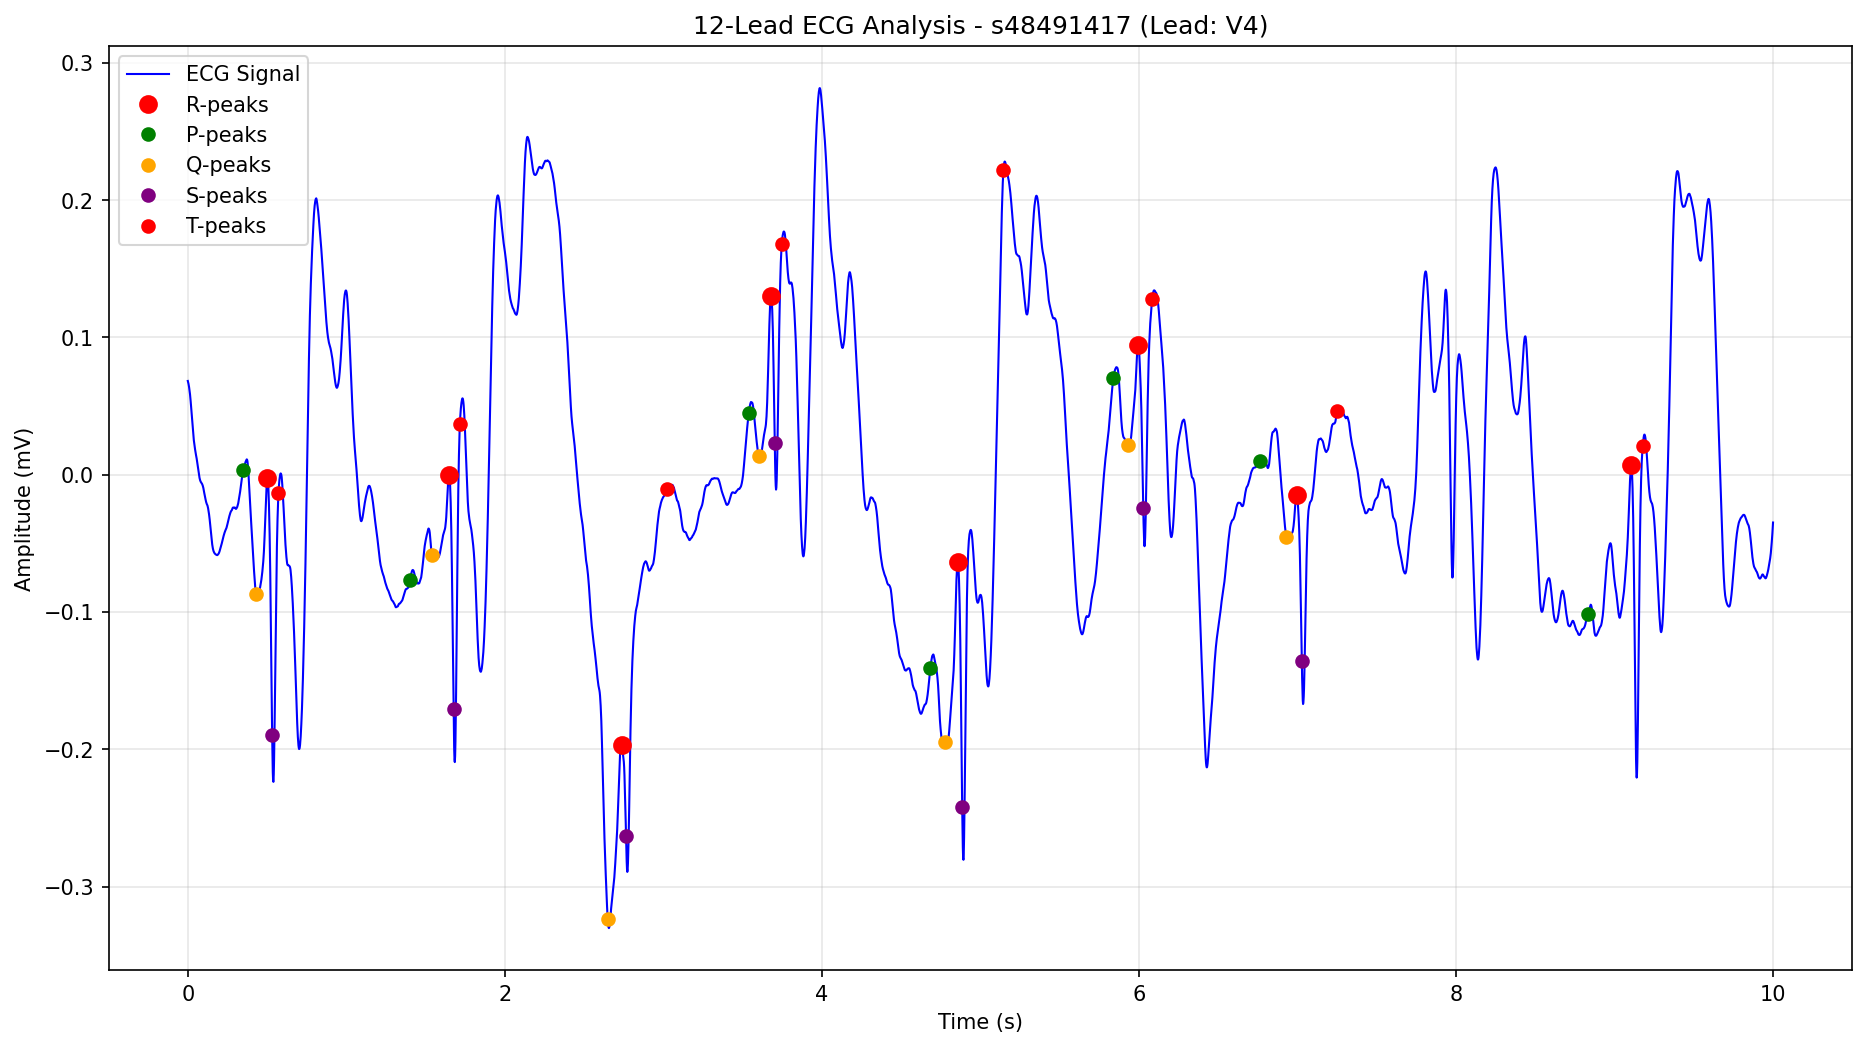 12-Lead ECG Analysis - s48491417 (Lead: V4)
ECG Signal
R-peaks
P-peaks
Q-peaks
S-peaks
T-peaks
0.3
0.2
0.1
0.0
−0.1
−0.2
−0.3
Amplitude (mV)
0 2 4 6 8 10
Time (s)